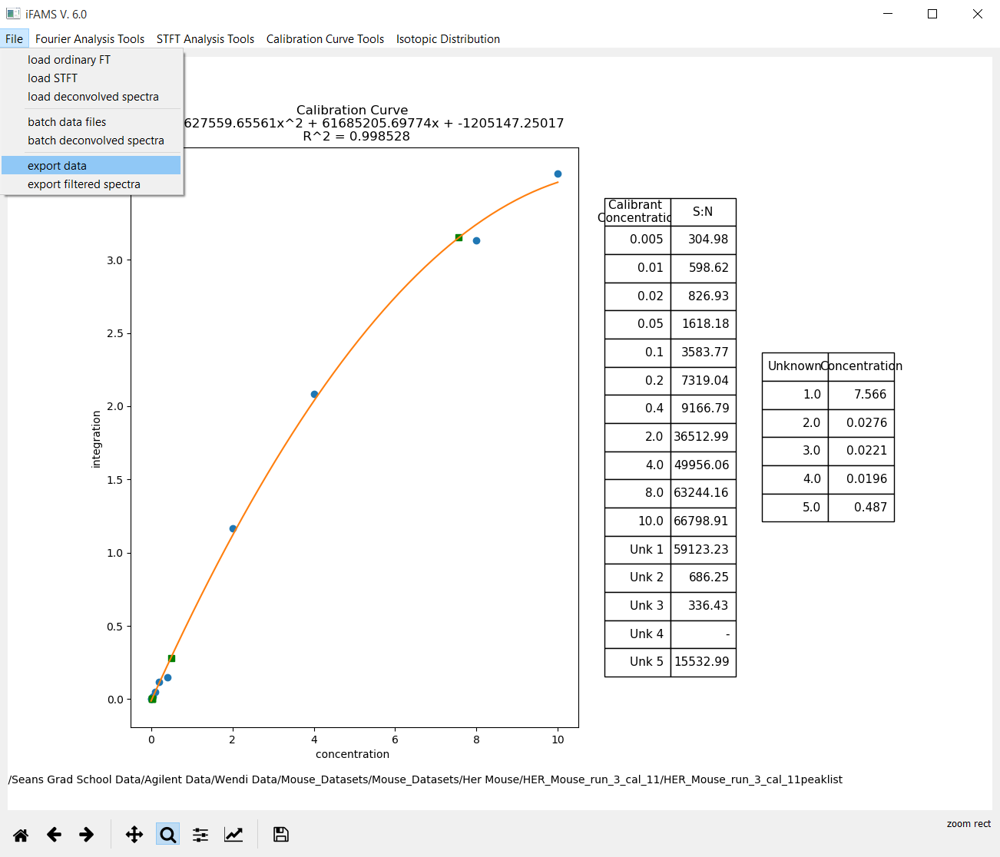 iFAMS V. 6.0
File Fourier Analysis Tools STFT Analysis Tools Calibration Curve Tools Isotopic Distribution
load ordinary FT
load STFT
load deconvolved spectra
batch data files
batch deconvolved spectra
export data
export filtered spectra
Calibration Curve
627559.65561x^2 + 61685205.69774x + -1205147.25017
R^2 = 0.998528
3.0
2.5
2.0
1.5
1.0
0.5
0.0
integration
0 2 4 6 8 10
concentration
Calibrant S:N
Concentratio
0.005 304.98
0.01 598.62
0.02 826.93
0.05 1618.18
0.1 3583.77
0.2 7319.04
0.4 9166.79
2.0 36512.99
4.0 49956.06
8.0 63244.16
10.0 66798.91
Unk 1 59123.23
Unk 2 686.25
Unk 3 336.43
Unk 4 -
Unk 5 15532.99
Unknown Concentration
1.0 7.566
2.0 0.0276
3.0 0.0221
4.0 0.0196
5.0 0.487
/Seans Grad School Data/Agilent Data/Wendi Data/Mouse_Datasets/Mouse_Datasets/Her Mouse/HER_Mouse_run_3_cal_11/HER_Mouse_run_3_cal_11peaklist
zoom rect